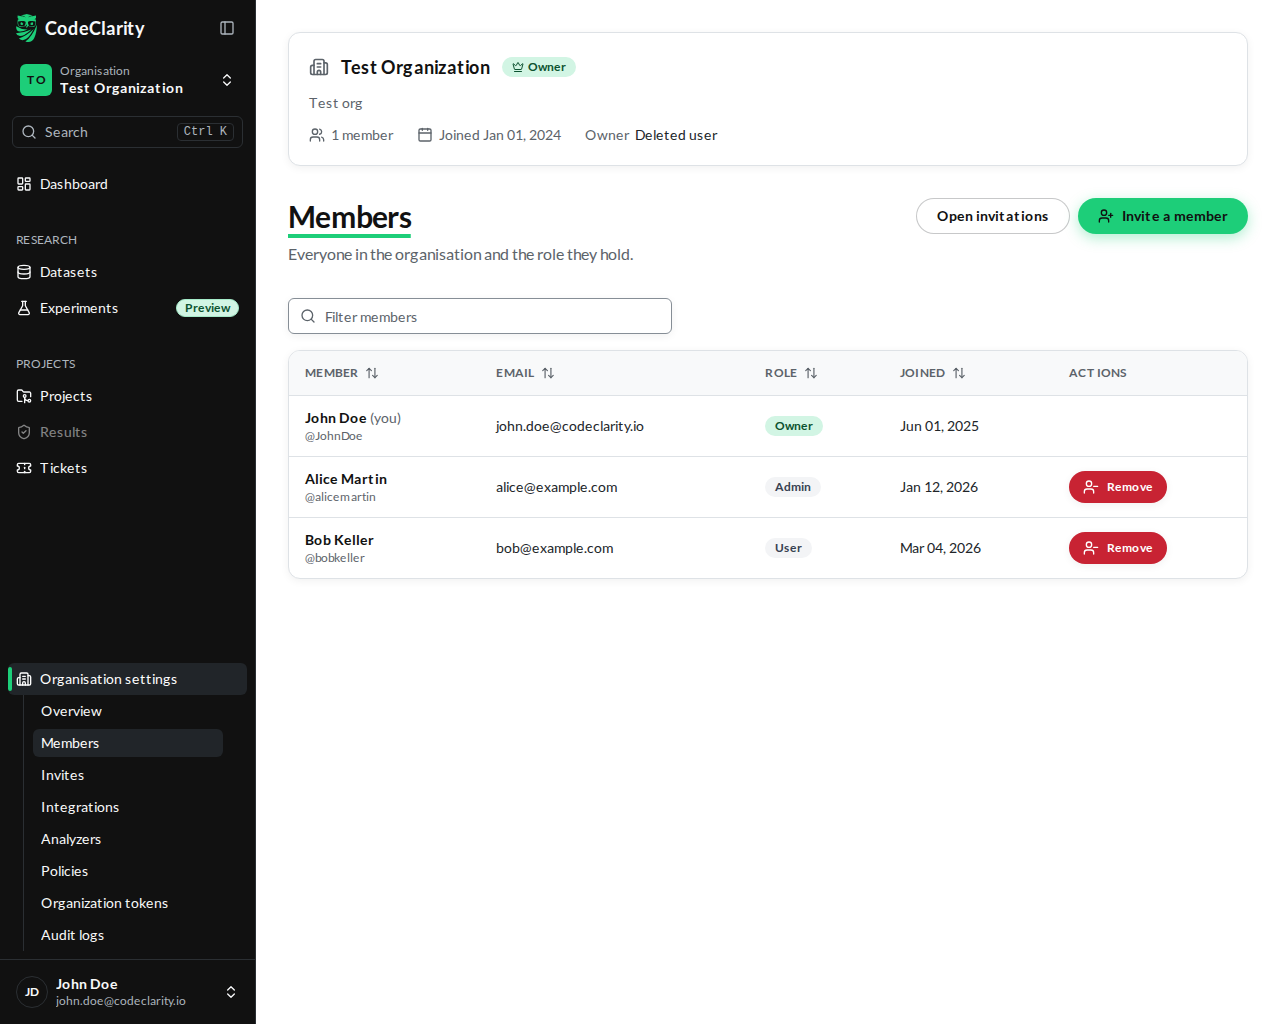 CodeClarity
TO
Organisation
Test Organization
Search
Ctrl K
Dashboard
RESEARCH
Datasets
Experiments
Preview
PROJECTS
Projects
Results
Tickets
Organisation settings
Overview
Members
Invites
Integrations
Analyzers
Policies
Organization tokens
Audit logs
JD
John Doe
john.doe@codeclarity.io
Test Organization
Owner
Test org
1 member
Joined Jan 01, 2024
Owner Deleted user
Members
Everyone in the organisation and the role they hold.
Open invitations
Invite a member
Filter members
MEMBER EMAIL ROLE JOINED ACTIONS
John Doe (you)
@JohnDoe
john.doe@codeclarity.io
Owner
Jun 01, 2025
Alice Martin
@alicemartin
alice@example.com
Admin
Jan 12, 2026
Remove
Bob Keller
@bobkeller
bob@example.com
User
Mar 04, 2026
Remove